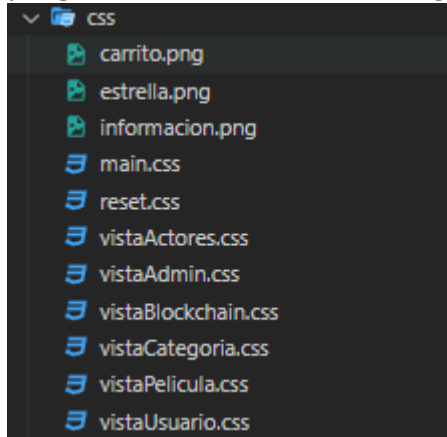 css
carrito.png
estrella.png
informacion.png
main.css
reset.css
vistaActores.css
vistaAdmin.css
vistaBlockchain.css
vistaCategoria.css
vistaPelicula.css
vistaUsuario.css